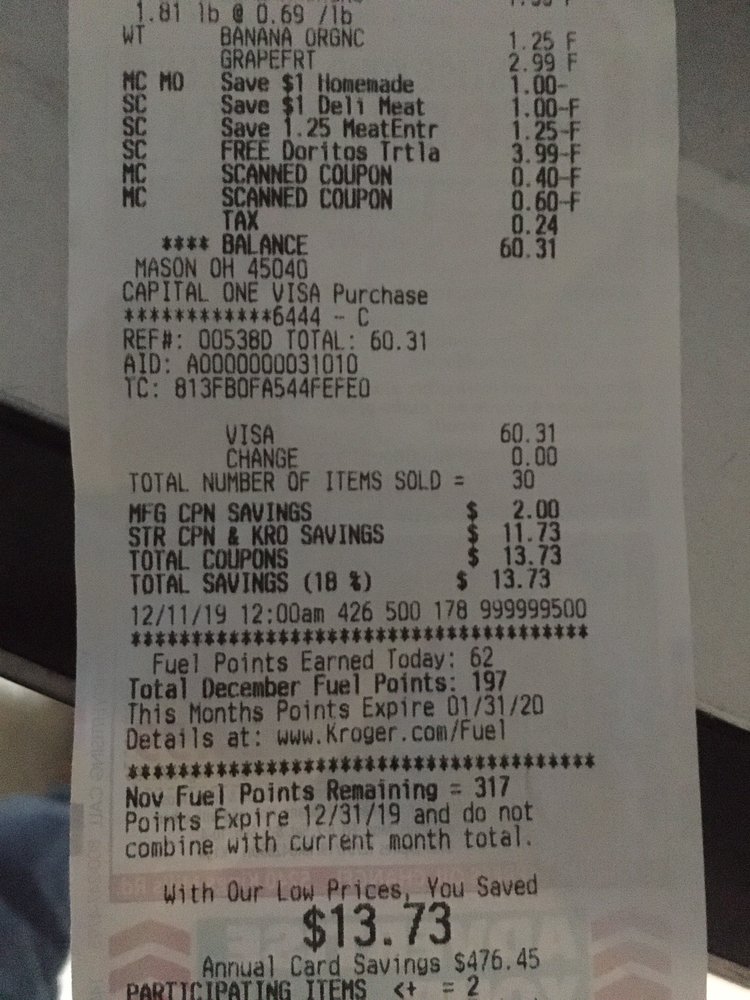 1.81 lb @ 0.69 /lb
WT BANANA ORGNC 1.25 F
GRAPEFRT 2.99 F
MC MO Save $1 Homemade 1.00-
SC Save $1 Deli Meat 1.00-F
SC Save 1.25 MeatEntr 1.25-F
SC FREE Doritos Trtla 3.99-F
MC SCANNED COUPON 0.40-F
MC SCANNED COUPON 0.60-F
TAX 0.24
**** BALANCE 60.31
MASON OH 45040
CAPITAL ONE VISA Purchase
************6444 - C
REF#: 00538D TOTAL: 60.31
AID: A0000000031010
TC: 813FB0FA544FEFE0
VISA 60.31
CHANGE 0.00
TOTAL NUMBER OF ITEMS SOLD = 30
MFG CPN SAVINGS $ 2.00
STR CPN & KRO SAVINGS $ 11.73
TOTAL COUPONS $ 13.73
TOTAL SAVINGS (18 %) $ 13.73
12/11/19 12:00am 426 500 178 999999500
**************************************
Fuel Points Earned Today: 62
Total December Fuel Points: 197
This Months Points Expire 01/31/20
Details at: www.Kroger.com/Fuel
**************************************
Nov Fuel Points Remaining = 317
Points Expire 12/31/19 and do not
combine with current month total.
With Our Low Prices, You Saved
$13.73
Annual Card Savings $476.45
PARTICIPATING ITEMS <+ = 2